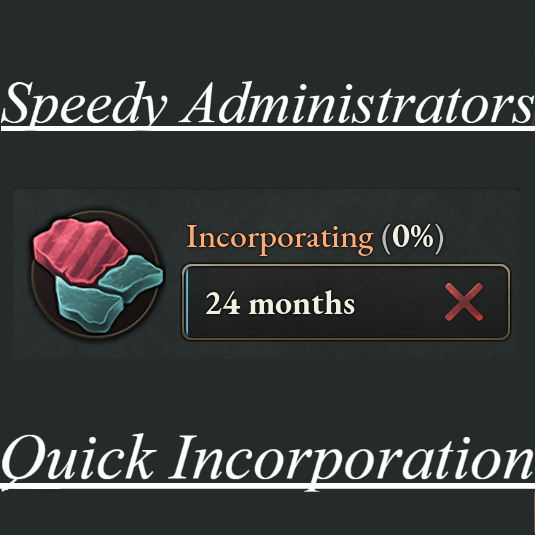 Speedy Administrators
Incorporating (0%)
24 months
Quick Incorporation